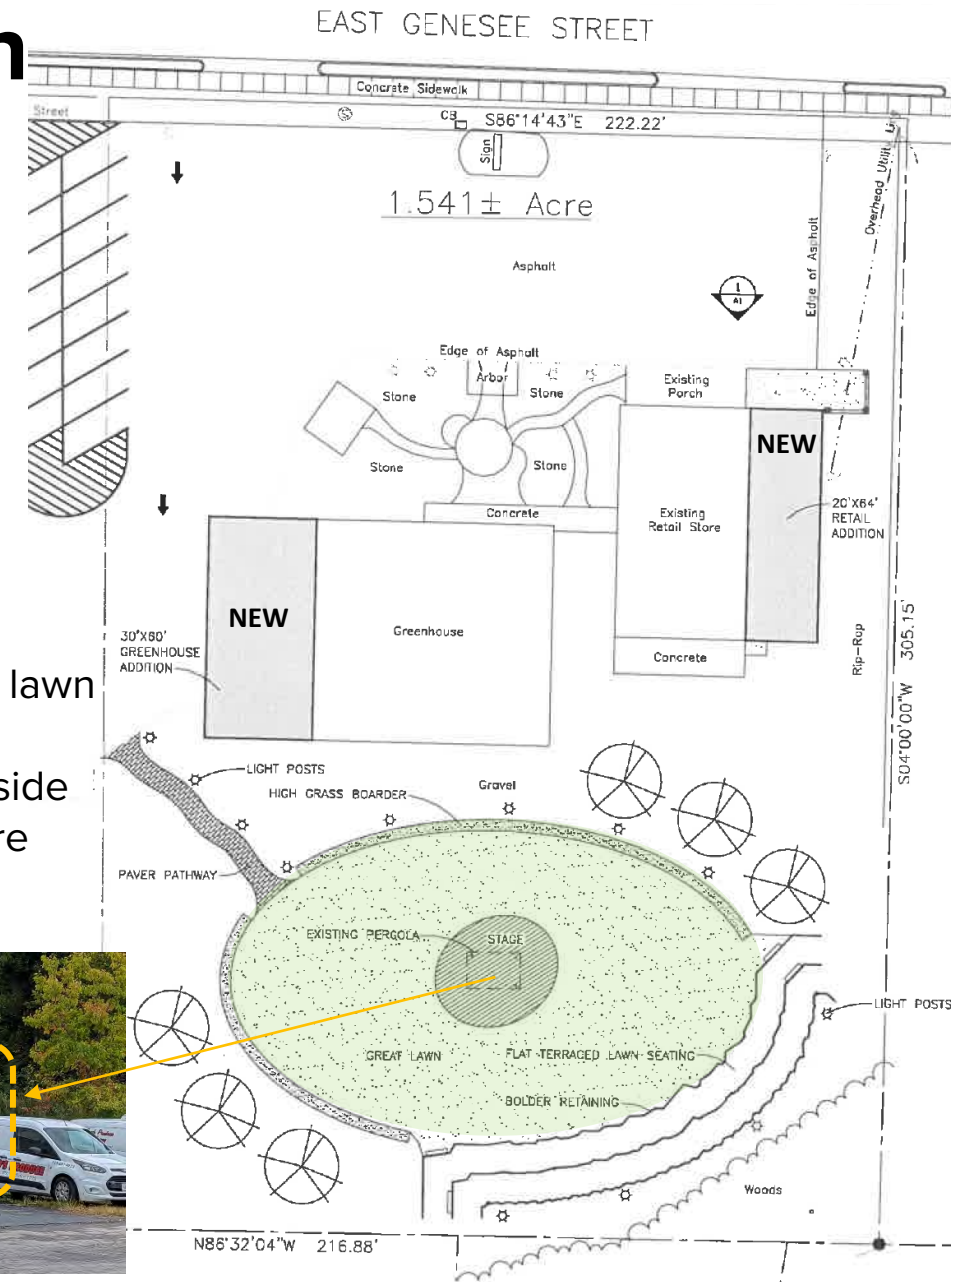 EAST GENESEE STREET
Concrete Sidewalk
Street
CB
S86°14'43"E 222.22'
Sign
1.541± Acre
Overhead Utility Line
Edge of Asphalt
Asphalt
1
A1
Edge of Asphalt
Arbor
Stone
Stone
Existing
Porch
NEW
Stone
Stone
Concrete
Existing
Retail Store
20'X64'
RETAIL
ADDITION
NEW
Greenhouse
30'X60'
GREENHOUSE
ADDITION
Concrete
Rip-Rap
S04°00'00"W 305.15'
lawn
side
LIGHT POSTS
HIGH GRASS BOARDER
Gravel
PAVER PATHWAY
EXISTING PERGOLA
STAGE
LIGHT POSTS
GREAT LAWN
FLAT TERRACED LAWN SEATING
BOLDER RETAINING
Woods
N86°32'04"W 216.88'